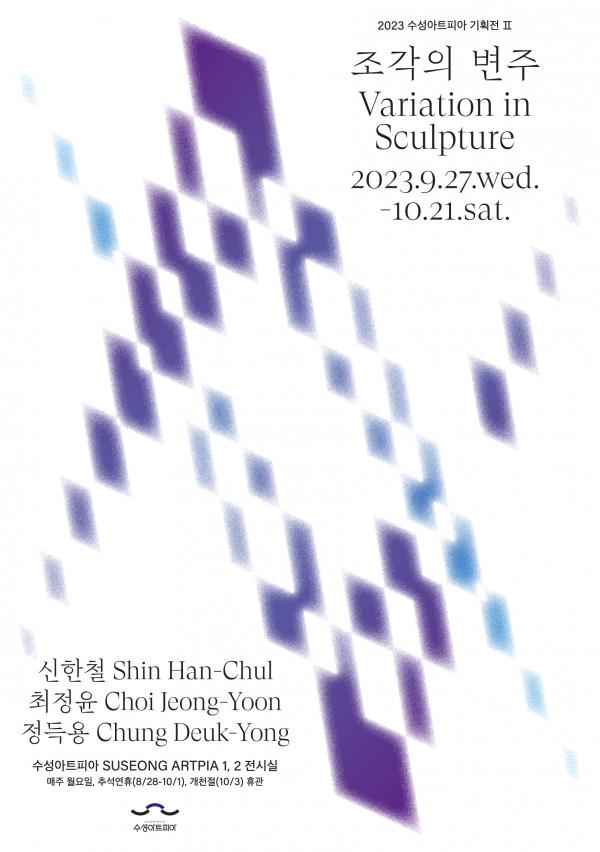 2023 수성아트피아 기획전 Ⅱ
조각의 변주
Variation in
Sculpture
2023.9.27.wed.
-10.21.sat.
신한철 Shin Han-Chul
최정윤 Choi Jeong-Yoon
정득용 Chung Deuk-Yong
수성아트피아 SUSEONG ARTPIA 1, 2 전시실
매주 월요일, 추석연휴(8/28-10/1), 개천절(10/3) 휴관
수성아트피아